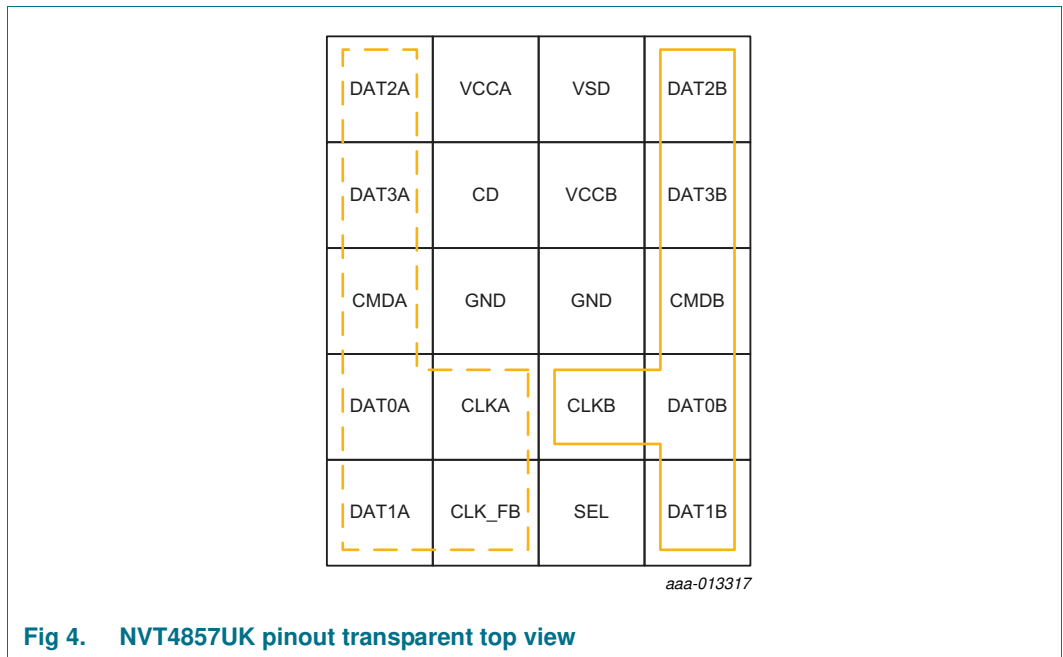 DAT2A VCCA VSD DAT2B
DAT3A CD VCCB DAT3B
CMDA GND GND CMDB
DAT0A CLKA CLKB DAT0B
DAT1A CLK_FB SEL DAT1B
aaa-013317
Fig 4. NVT4857UK pinout transparent top view